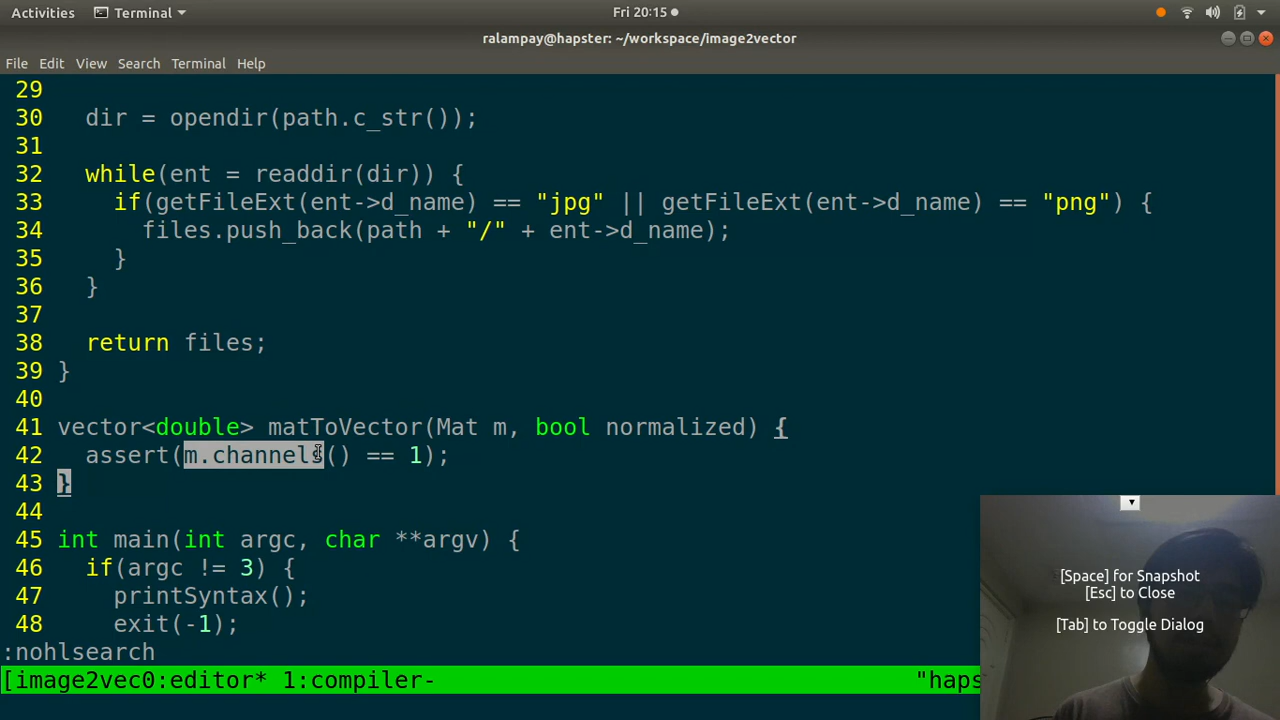 Activities Terminal Fri 20:15
ralampay@hapster: ~/workspace/image2vector
File Edit View Search Terminal Help
29
30 dir = opendir(path.c_str());
31
32 while(ent = readdir(dir)) {
33 if(getFileExt(ent->d_name) == "jpg" || getFileExt(ent->d_name) == "png") {
34 files.push_back(path + "/" + ent->d_name);
35 }
36 }
37
38 return files;
39 }
40
41 vector<double> matToVector(Mat m, bool normalized) {
42 assert(m.channels() == 1);
43 }
44
45 int main(int argc, char **argv) {
46 if(argc != 3) {
47 printSyntax();
48 exit(-1);
:nohlsearch
[image2vec0:editor* 1:compiler- "haps
[Space] for Snapshot
[Esc] to Close
[Tab] to Toggle Dialog